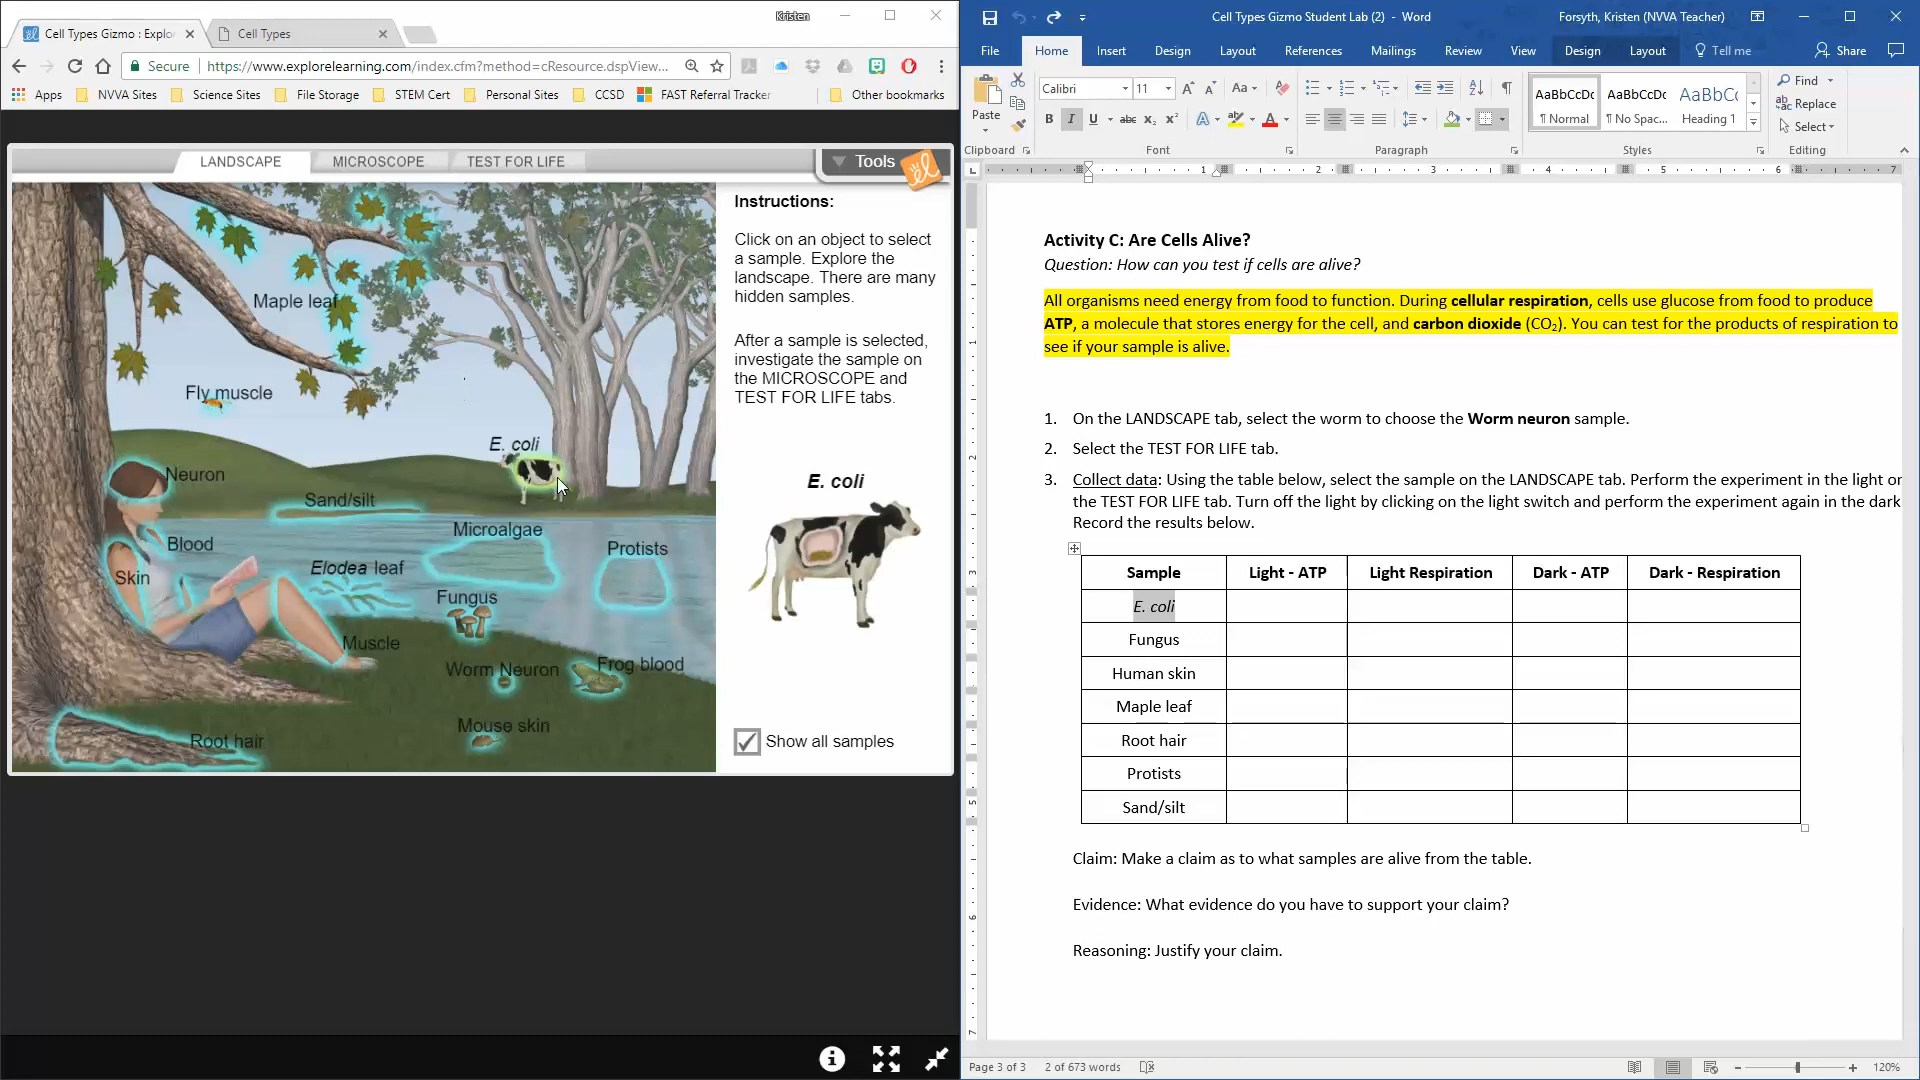 Kristen
Cell Types Gizmo : Explo
Cell Types
Secure
https://www.explorelearning.com/index.cfm?method=cResource.dspView...
Apps
NVVA Sites
Science Sites
File Storage
STEM Cert
Personal Sites
CCSD
FAST Referral Tracker
Other bookmarks
LANDSCAPE
MICROSCOPE
TEST FOR LIFE
Tools
Maple leaf
Fly muscle
E. coli
Neuron
Sand/silt
Microalgae
Blood
Protists
Elodea leaf
Skin
Fungus
Muscle
Worm Neuron
Frog blood
Mouse skin
Root hair
Instructions:
Click on an object to select
a sample. Explore the
landscape. There are many
hidden samples.
After a sample is selected,
investigate the sample on
the MICROSCOPE and
TEST FOR LIFE tabs.
E. coli
Show all samples
Cell Types Gizmo Student Lab (2) - Word
Forsyth, Kristen (NVVA Teacher)
File
Home
Insert
Design
Layout
References
Mailings
Review
View
Design
Layout
Tell me
Share
Paste
Clipboard
Calibri
11
Font
Paragraph
AaBbCcDc
¶ Normal
AaBbCcDc
¶ No Spac...
AaBbC
Heading 1
Styles
Find
Replace
Select
Editing
Activity C: Are Cells Alive?
Question: How can you test if cells are alive?
All organisms need energy from food to function. During cellular respiration, cells use glucose from food to produce
ATP, a molecule that stores energy for the cell, and carbon dioxide (CO₂). You can test for the products of respiration to
see if your sample is alive.
1. On the LANDSCAPE tab, select the worm to choose the Worm neuron sample.
2. Select the TEST FOR LIFE tab.
3. Collect data: Using the table below, select the sample on the LANDSCAPE tab. Perform the experiment in the light or
the TEST FOR LIFE tab. Turn off the light by clicking on the light switch and perform the experiment again in the dark
Record the results below.
Sample Light - ATP Light Respiration Dark - ATP Dark - Respiration
E. coli
Fungus
Human skin
Maple leaf
Root hair
Protists
Sand/silt
Claim: Make a claim as to what samples are alive from the table.
Evidence: What evidence do you have to support your claim?
Reasoning: Justify your claim.
Page 3 of 3
2 of 673 words
120%